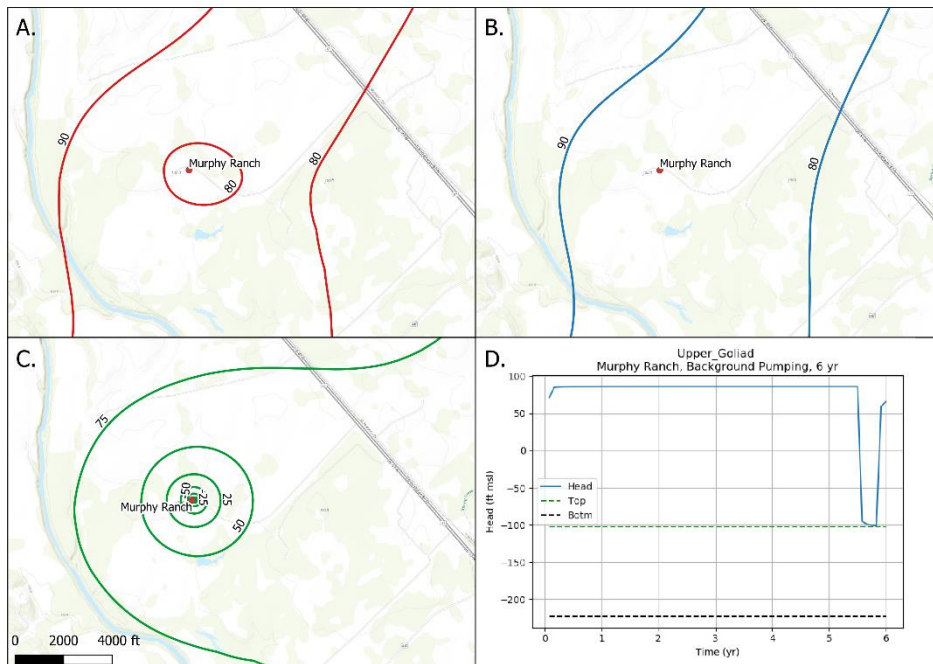 A.
90
Murphy Ranch
80
80
B.
90
Murphy Ranch
80
C.
75
-50
-25
25
50
Murphy Ranch
0 2000 4000 ft
D.
Upper_Goliad
Murphy Ranch, Background Pumping, 6 yr
Head (ft msl)
100
50
0
−50
−100
−150
−200
Head
Top
Botm
0 1 2 3 4 5 6
Time (yr)